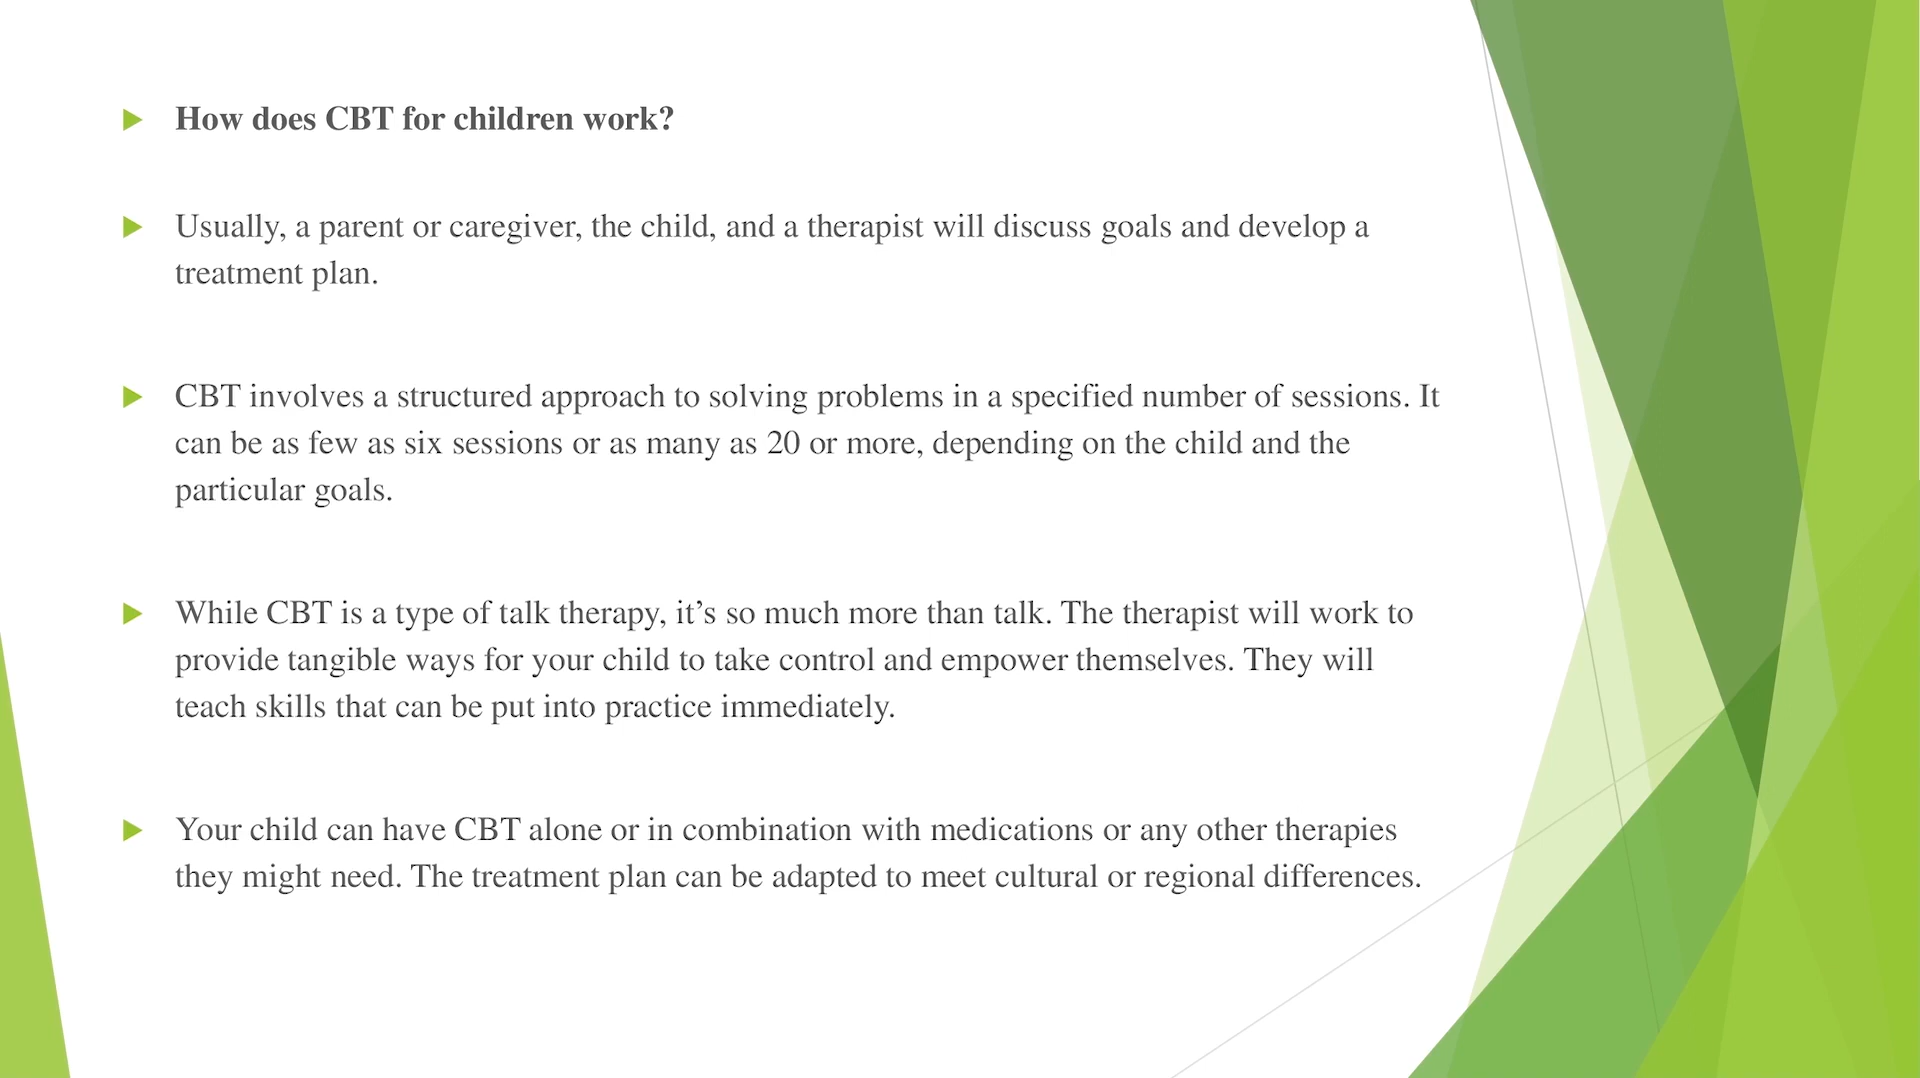 How does CBT for children work?
Usually, a parent or caregiver, the child, and a therapist will discuss goals and develop a
treatment plan.
CBT involves a structured approach to solving problems in a specified number of sessions. It
can be as few as six sessions or as many as 20 or more, depending on the child and the
particular goals.
While CBT is a type of talk therapy, it’s so much more than talk. The therapist will work to
provide tangible ways for your child to take control and empower themselves. They will
teach skills that can be put into practice immediately.
Your child can have CBT alone or in combination with medications or any other therapies
they might need. The treatment plan can be adapted to meet cultural or regional differences.